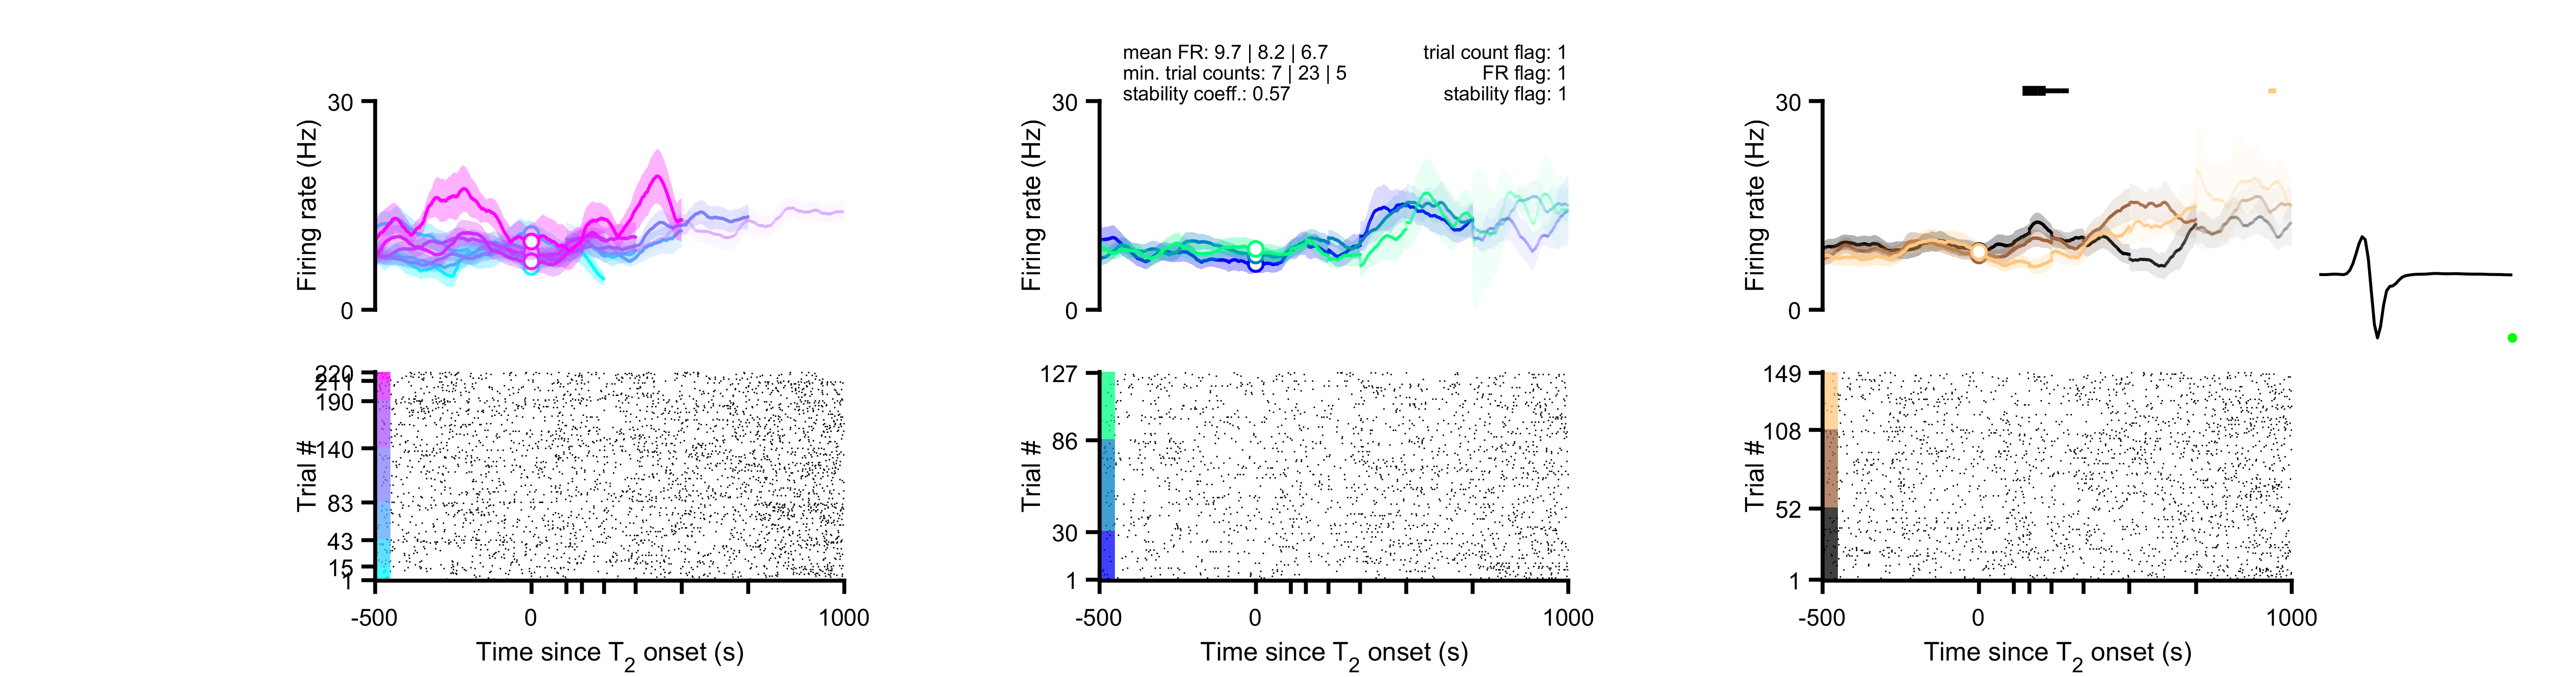 mean FR: 9.7 | 8.2 | 6.7
min. trial counts: 7 | 23 | 5
stability coeff.: 0.57
trial count flag: 1
FR flag: 1
stability flag: 1
30
Firing rate (Hz)
0
30
Firing rate (Hz)
0
30
Firing rate (Hz)
0
220
211
190
140
83
43
15
1
Trial #
-500
0
1000
Time since T2 onset (s)
127
86
30
1
Trial #
-500
0
1000
Time since T2 onset (s)
149
108
52
1
Trial #
-500
0
1000
Time since T2 onset (s)